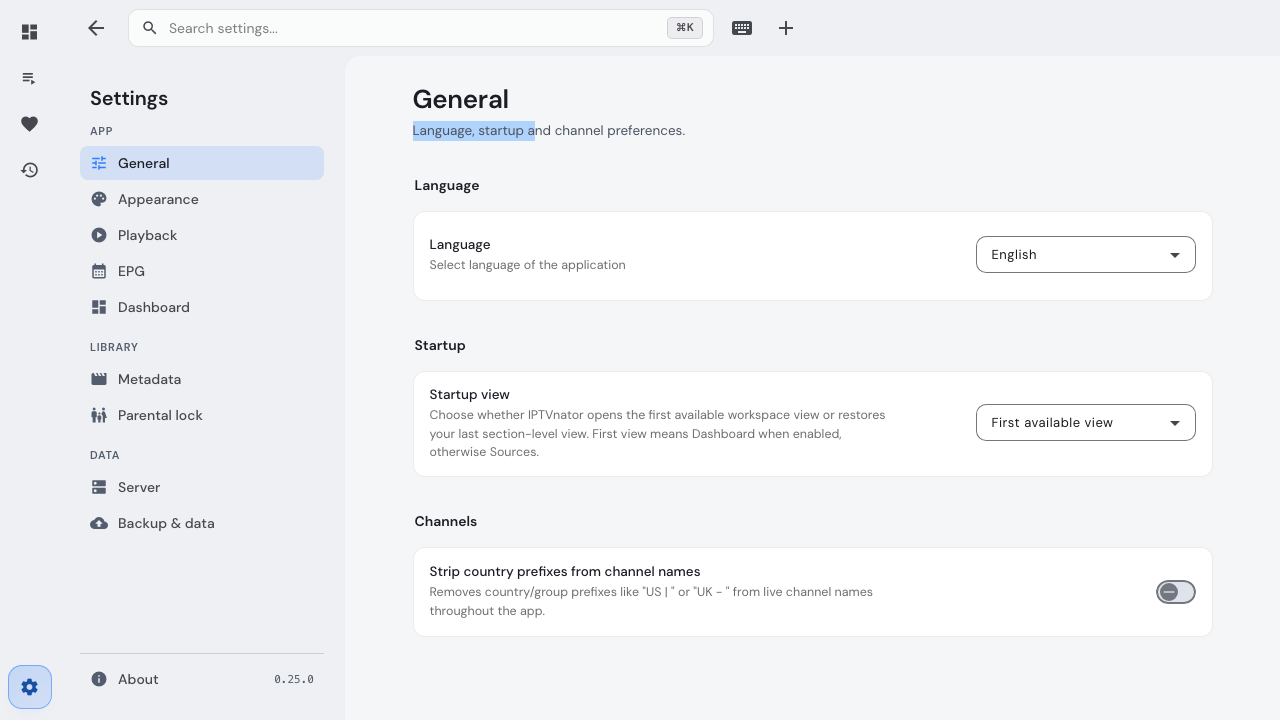 Search settings...
⌘K
Settings
APP
General
Appearance
Playback
EPG
Dashboard
LIBRARY
Metadata
Parental lock
DATA
Server
Backup & data
About
0.25.0
General
Language, startup and channel preferences.
Language
Language
Select language of the application
English
Startup
Startup view
Choose whether IPTVnator opens the first available workspace view or restores
your last section-level view. First view means Dashboard when enabled,
otherwise Sources.
First available view
Channels
Strip country prefixes from channel names
Removes country/group prefixes like "US | " or "UK - " from live channel names
throughout the app.